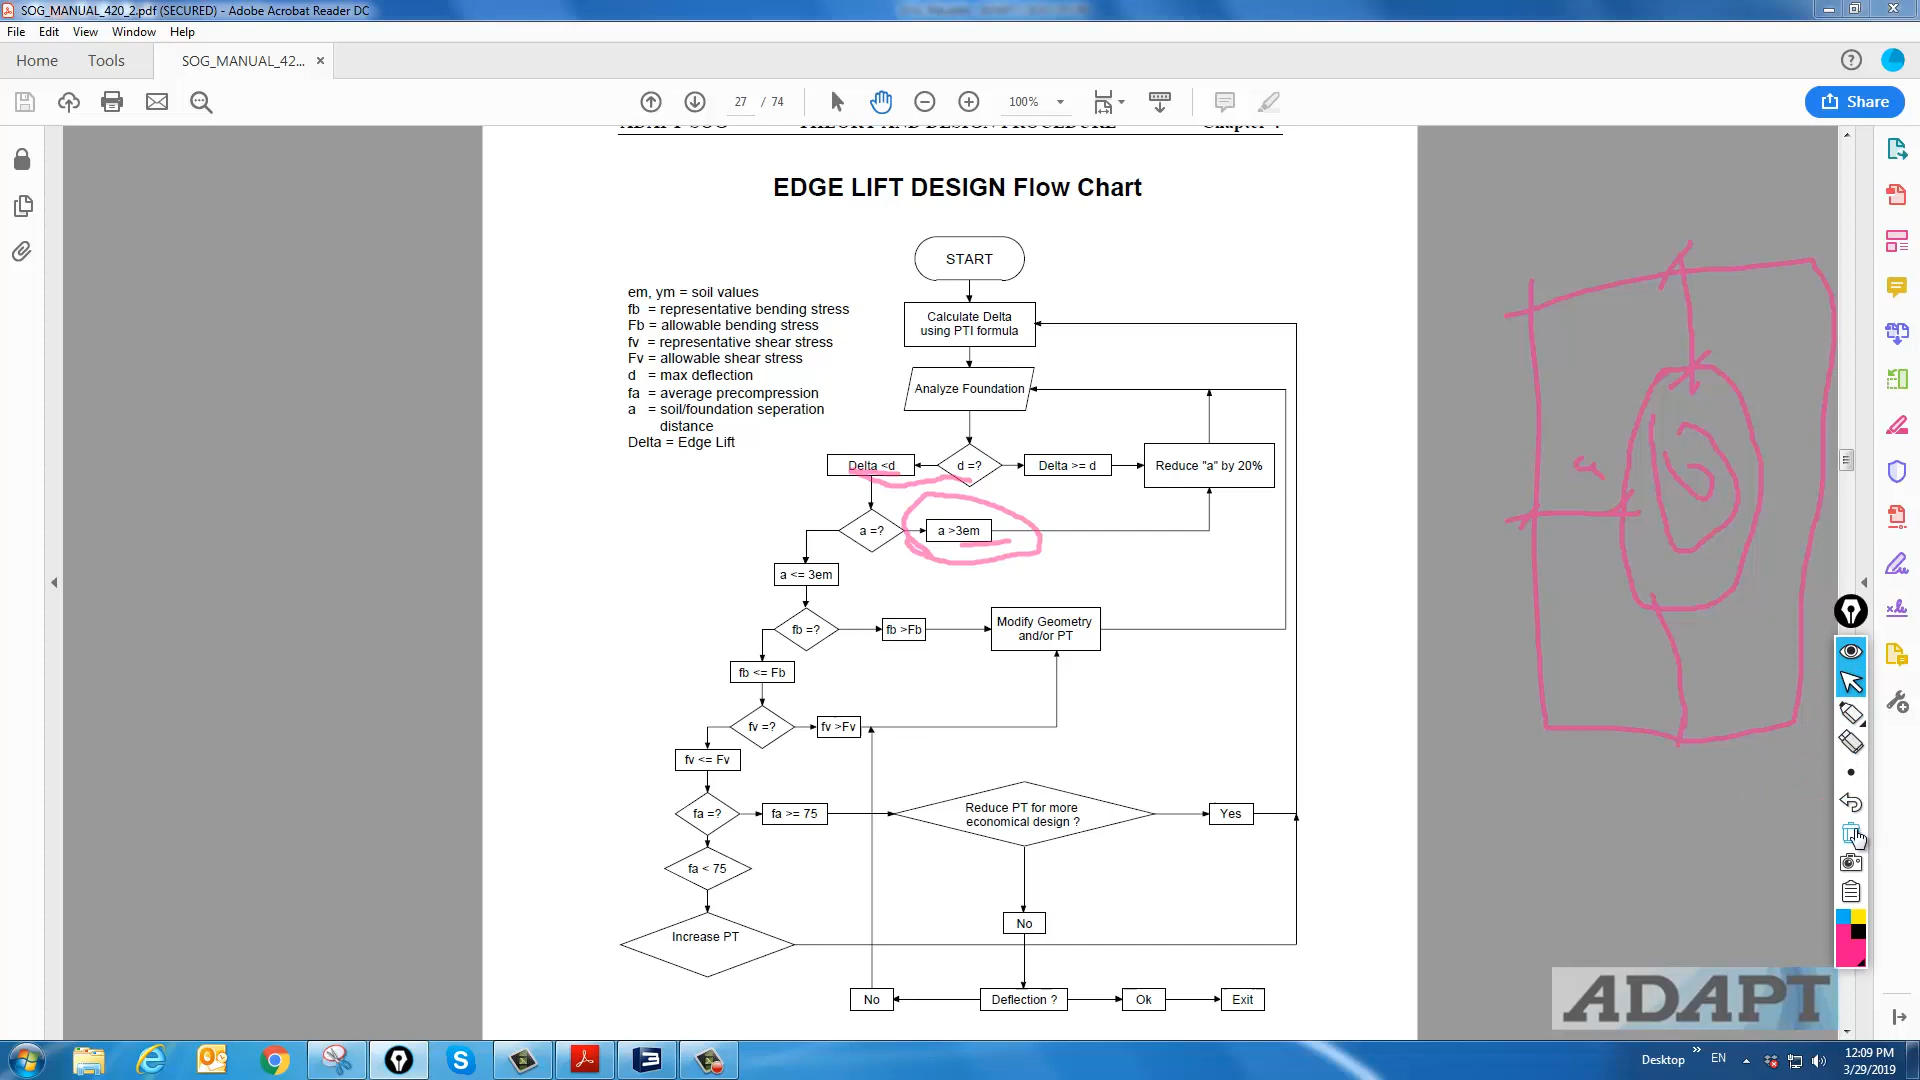 SOG_MANUAL_420_2.pdf (SECURED) - Adobe Acrobat Reader DC
File Edit View Window Help
Home Tools SOG_MANUAL_42... ×
27 / 74 100% Share
EDGE LIFT DESIGN Flow Chart
START
em, ym = soil values
fb = representative bending stress
Fb = allowable bending stress
fv = representative shear stress
Fv = allowable shear stress
d = max deflection
fa = average precompression
a = soil/foundation seperation
distance
Delta = Edge Lift
Calculate Delta
using PTI formula
Analyze Foundation
Delta <d
d =?
Delta >= d
Reduce "a" by 20%
a =?
a >3em
a <= 3em
fb =?
fb >Fb
Modify Geometry
and/or PT
fb <= Fb
fv =?
fv >Fv
fv <= Fv
fa =?
fa >= 75
Reduce PT for more
economical design ?
Yes
fa < 75
No
Increase PT
No
Deflection ?
Ok
Exit
a
ADAPT
Desktop » EN 12:09 PM
3/29/2019